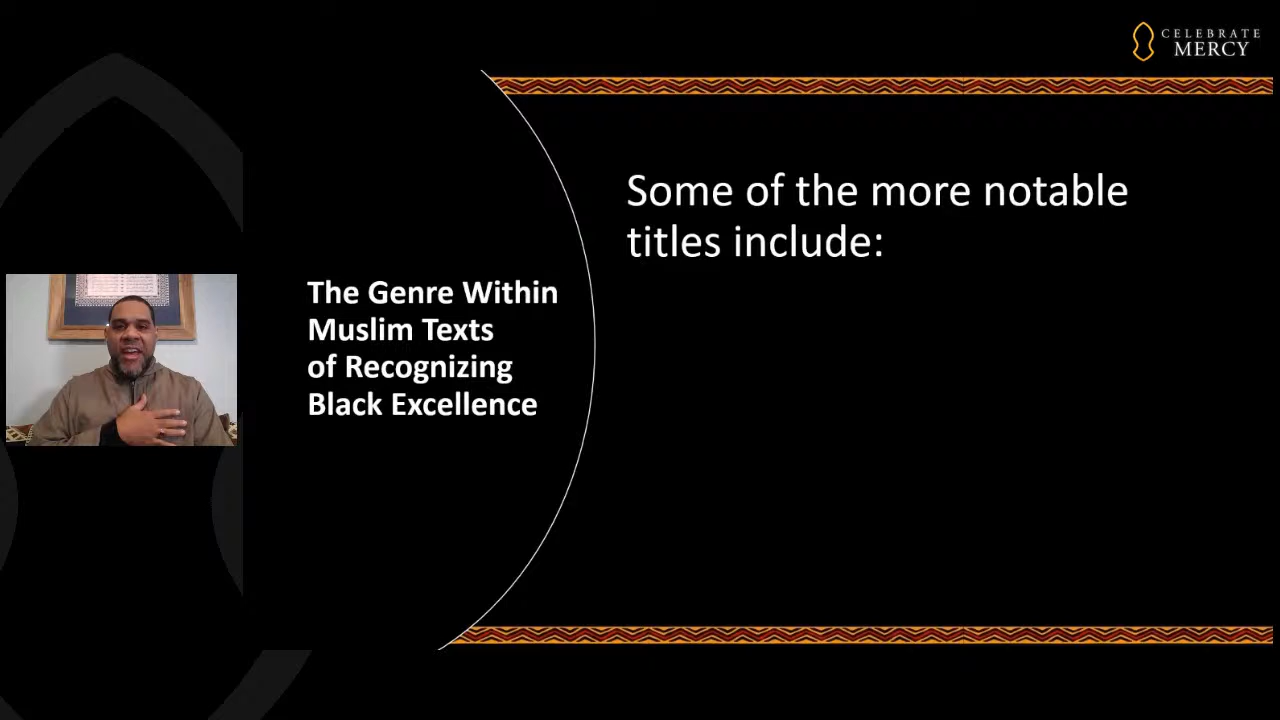 CELEBRATE
MERCY
Some of the more notable
titles include:
The Genre Within
Muslim Texts
of Recognizing
Black Excellence